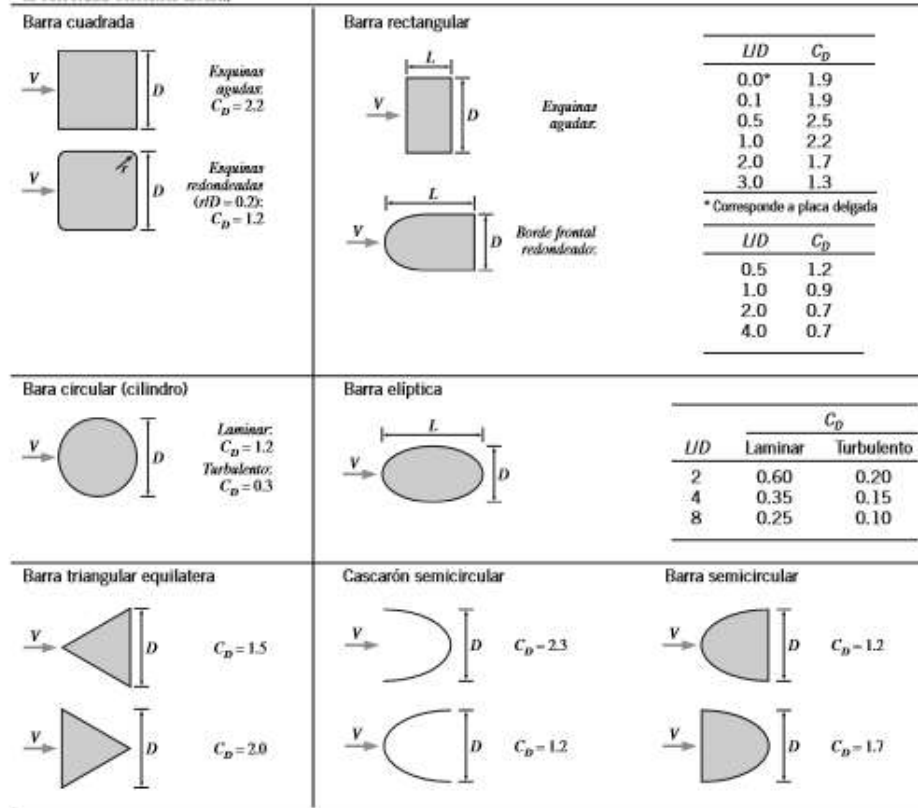 Barra cuadrada
V
D
Esquinas
agudas:
C_D = 2.2
V
r
D
Esquinas
redondeadas
(r/D = 0.2):
C_D = 1.2
Barra rectangular
L
V
D
Esquinas
agudas:
L
V
D
Borde frontal
redondeado:
L/D C_D
0.0* 1.9
0.1 1.9
0.5 2.5
1.0 2.2
2.0 1.7
3.0 1.3
* Corresponde a placa delgada
L/D C_D
0.5 1.2
1.0 0.9
2.0 0.7
4.0 0.7
Bara circular (cilindro)
V
D
Laminar:
C_D = 1.2
Turbulento:
C_D = 0.3
Barra elíptica
L
V
D
C_D
L/D Laminar Turbulento
2 0.60 0.20
4 0.35 0.15
8 0.25 0.10
Barra triangular equilatera
V
D
C_D = 1.5
V
D
C_D = 2.0
Cascarón semicircular
V
D
C_D = 2.3
V
D
C_D = 1.2
Barra semicircular
V
D
C_D = 1.2
V
D
C_D = 1.7